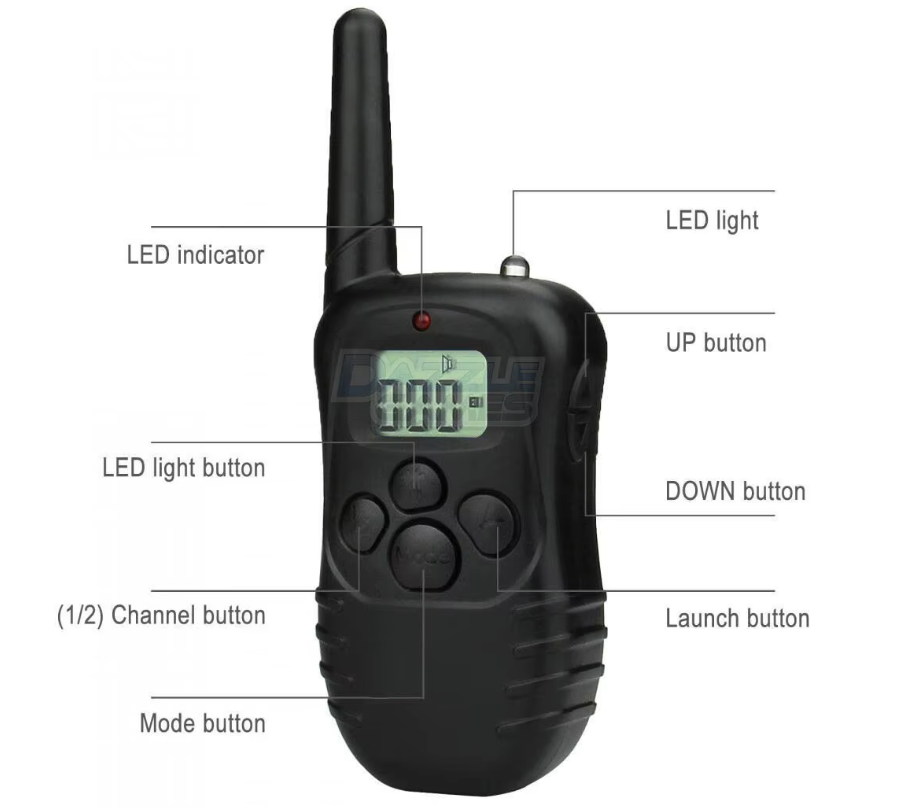 LED light
LED indicator
UP button
DAZZLE
000
LED light button
DOWN button
Mode
(1/2) Channel button
Launch button
Mode button